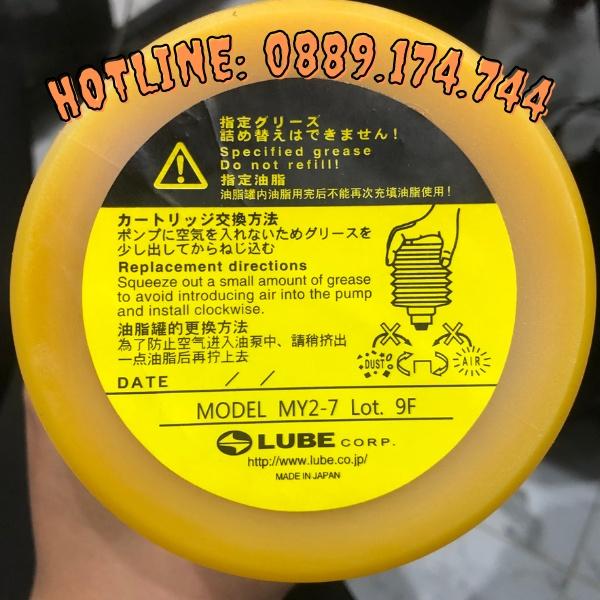 HOTLINE: 0889.174.744
指定グリーズ
詰め替えはできません!
Specified grease
Do not refill!
指定油脂
油脂罐内油脂用完后不能再次充填油脂使用!
カートリッジ交換方法
ポンプに空気を入れないためグリースを
少し出してからねじ込む
Replacement directions
Squeeze out a small amount of grease
to avoid introducing air into the pump
and install clockwise.
油脂罐的更换方法
为了防止空气进入油泵中、請稍挤出
一点油脂后再拧上去
DUST
AIR
DATE / /
MODEL MY2-7 Lot. 9F
LUBE CORP.
http://www.lube.co.jp/
MADE IN JAPAN